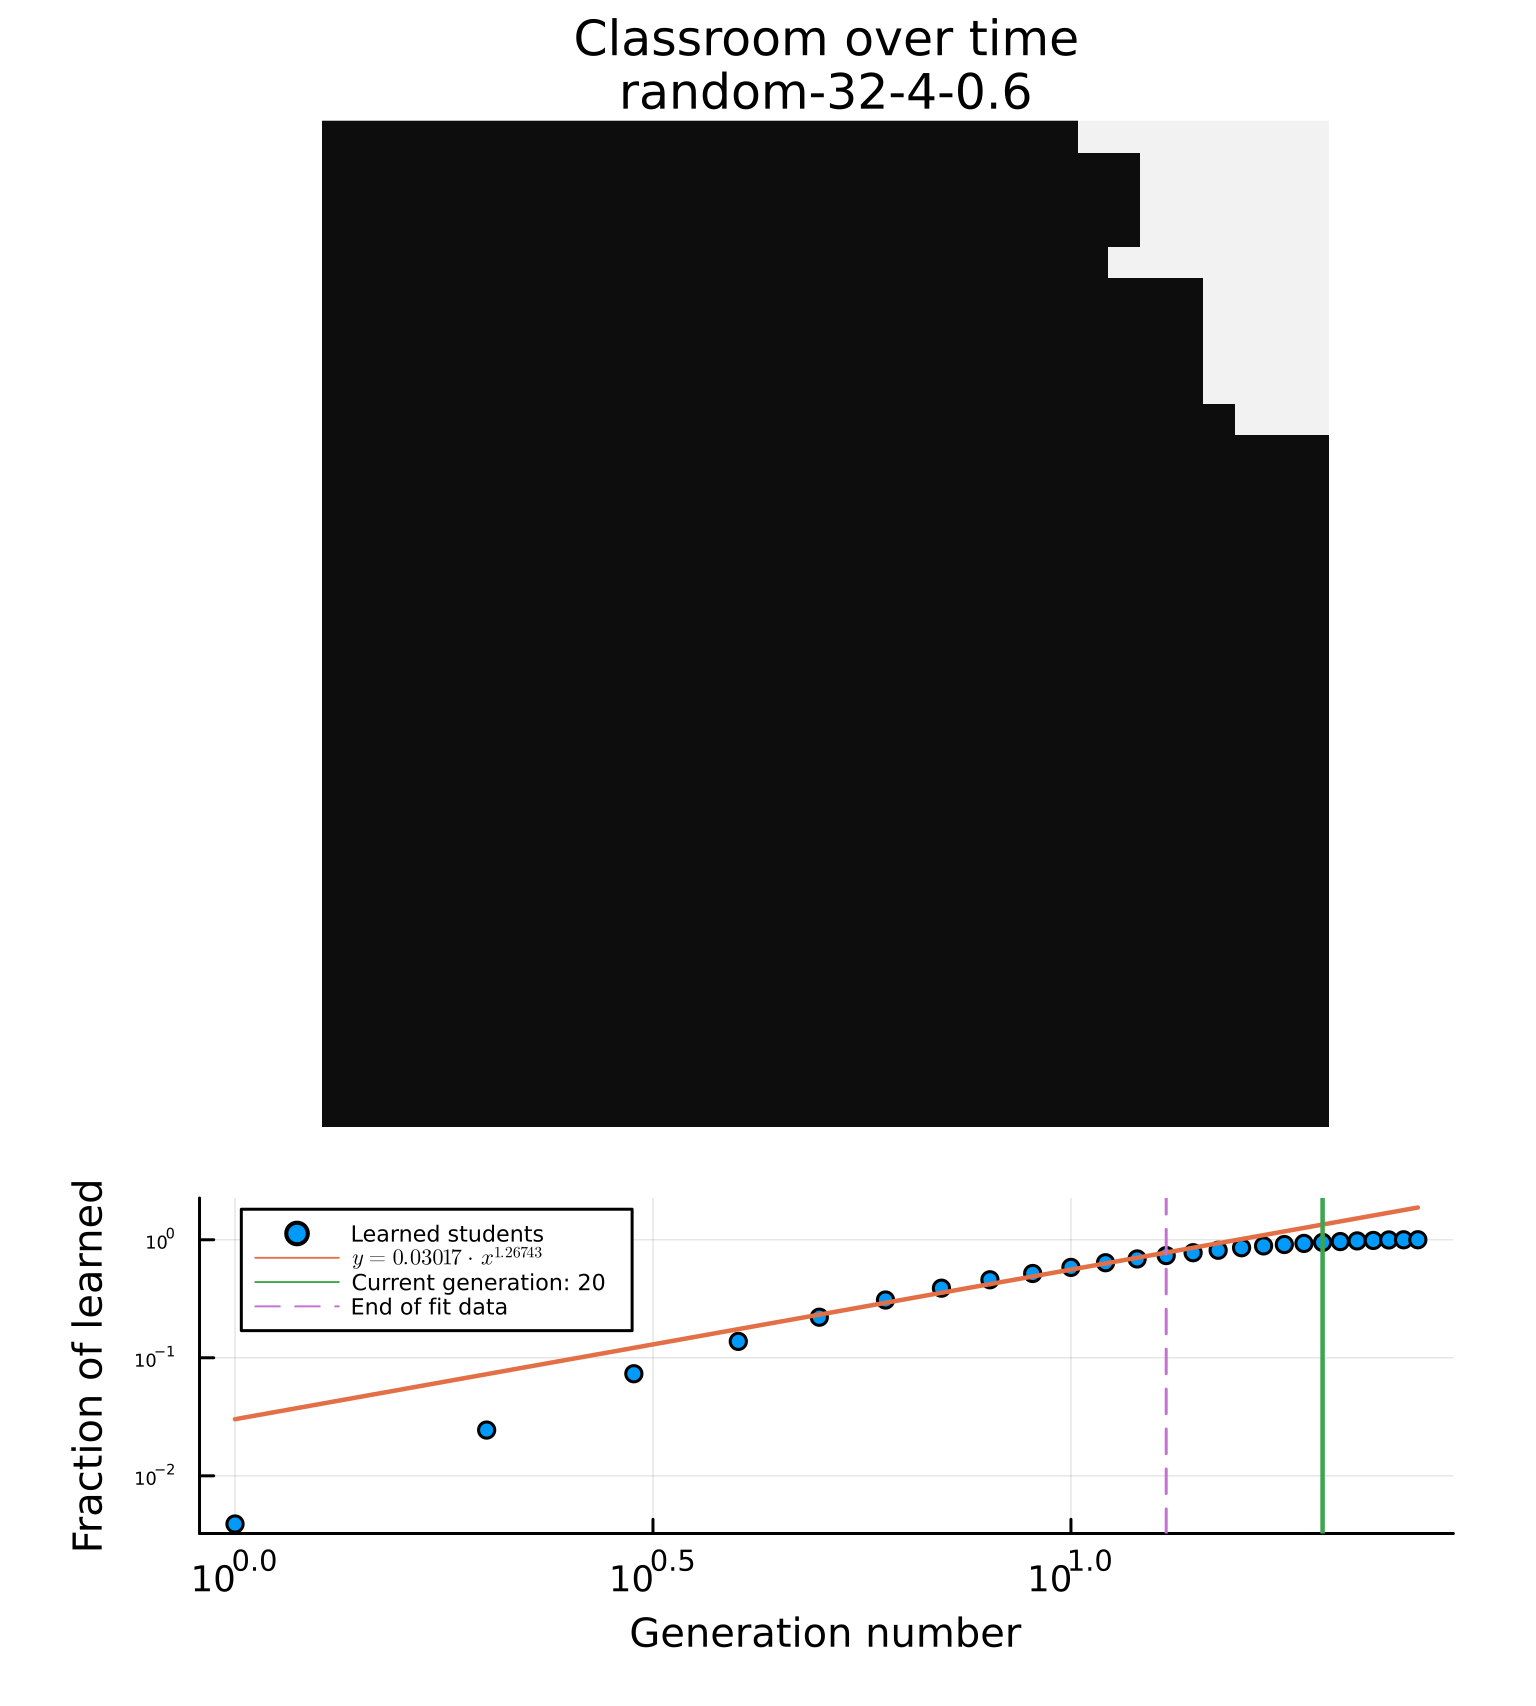 Classroom over time
random-32-4-0.6
Fraction of learned
10⁰
10⁻¹
10⁻²
Learned students
y = 0.03017 · x^1.26743
Current generation: 20
End of fit data
10^0.0
10^0.5
10^1.0
Generation number